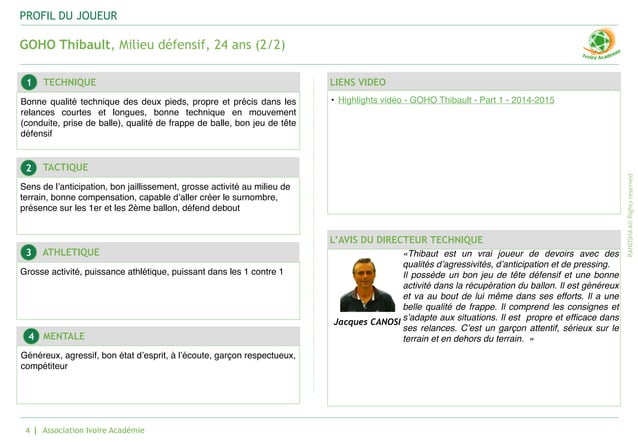 PROFIL DU JOUEUR
GOHO Thibault, Milieu défensif, 24 ans (2/2)
Ivoire Académie
1 TECHNIQUE
Bonne qualité technique des deux pieds, propre et précis dans les
relances courtes et longues, bonne technique en mouvement
(conduite, prise de balle), qualité de frappe de balle, bon jeu de tête
défensif
2 TACTIQUE
Sens de l'anticipation, bon jaillissement, grosse activité au milieu de
terrain, bonne compensation, capable d'aller créer le surnombre,
présence sur les 1er et les 2ème ballon, défend debout
3 ATHLETIQUE
Grosse activité, puissance athlétique, puissant dans les 1 contre 1
4 MENTALE
Généreux, agressif, bon état d'esprit, à l'écoute, garçon respectueux,
compétiteur
LIENS VIDEO
• Highlights vidéo - GOHO Thibault - Part 1 - 2014-2015
L'AVIS DU DIRECTEUR TECHNIQUE
«Thibaut est un vrai joueur de devoirs avec des
qualités d'agressivités, d'anticipation et de pressing.
Il possède un bon jeu de tête défensif et une bonne
activité dans la récupération du ballon. Il est généreux
et va au bout de lui même dans ses efforts. Il a une
belle qualité de frappe. Il comprend les consignes et
s'adapte aux situations. Il est propre et efficace dans
ses relances. C'est un garçon attentif, sérieux sur le
terrain et en dehors du terrain. »
Jacques CANOSI
All Rights reserved
4 | Association Ivoire Académie